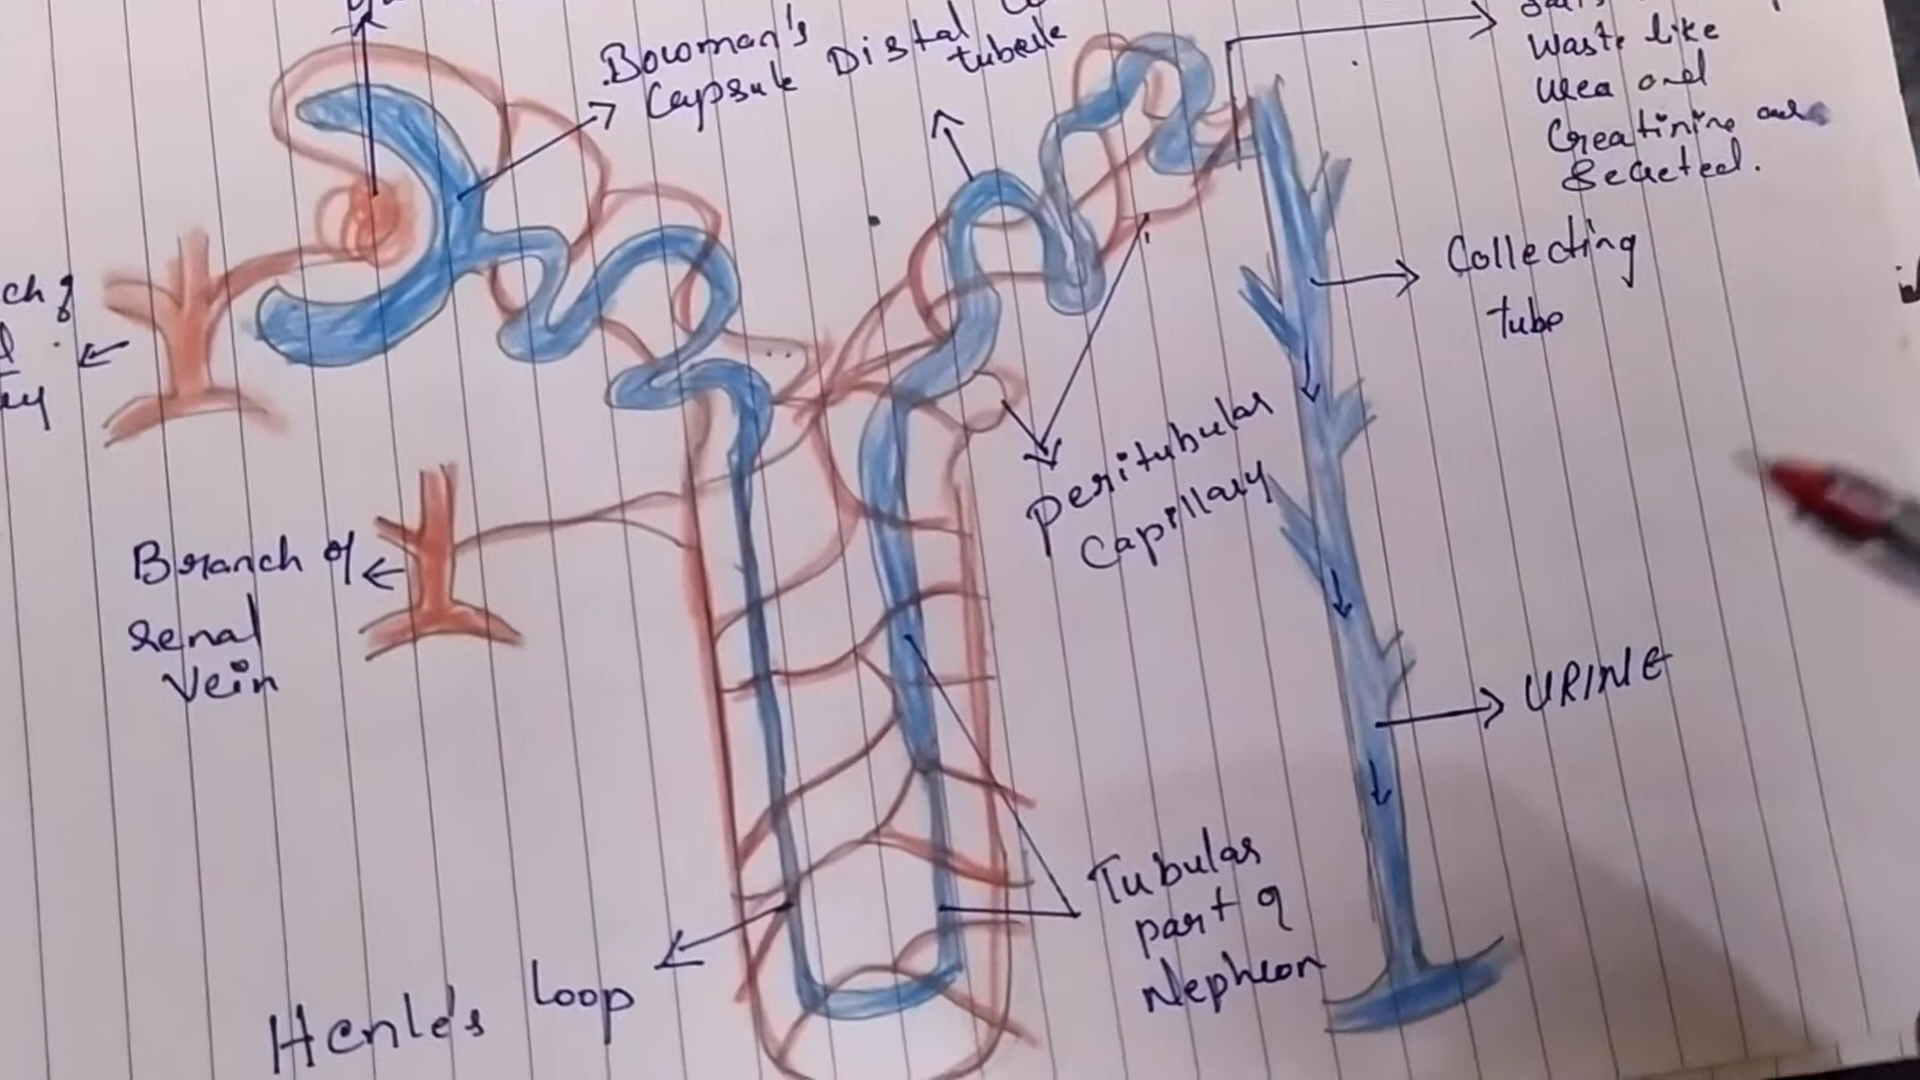 Bowman's
Capsule
Distal
tubele
Waste like
urea and
Creatinine are
Secreted.
Collecting
tube
Peritubular
Capillary
Branch of
renal
Vein
URINE
Tubular
part of
Nephron
Henle's Loop